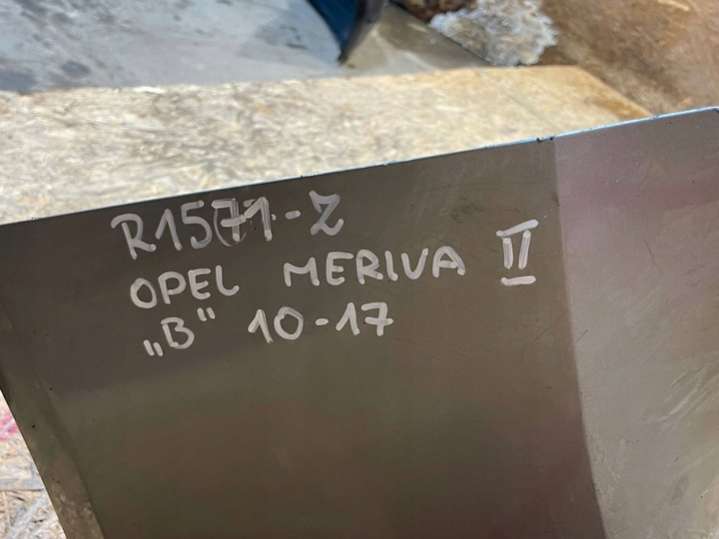 R1571-Z
OPEL MERIVA II
„B" 10-17